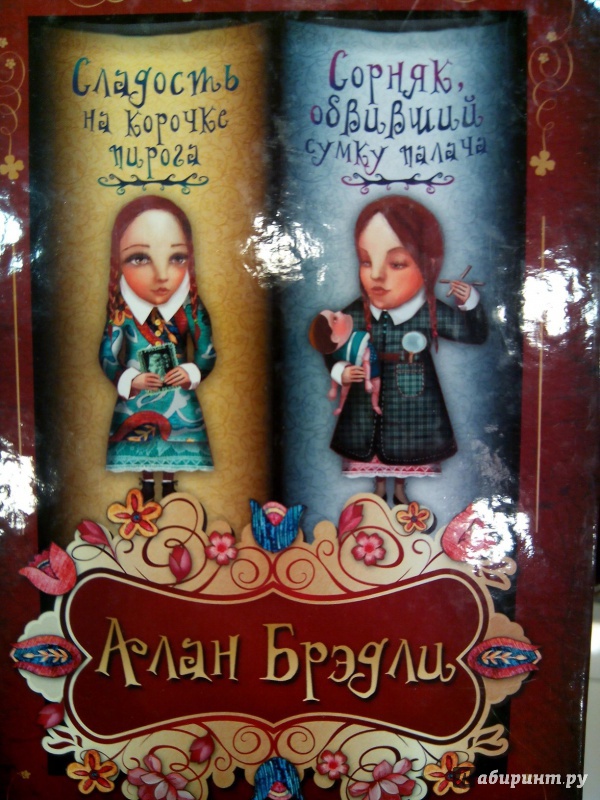 Сладость
на корочке
пирога
Сорняк,
обвивший
сумку палача
Алан Брэдли
Лабиринт.ру